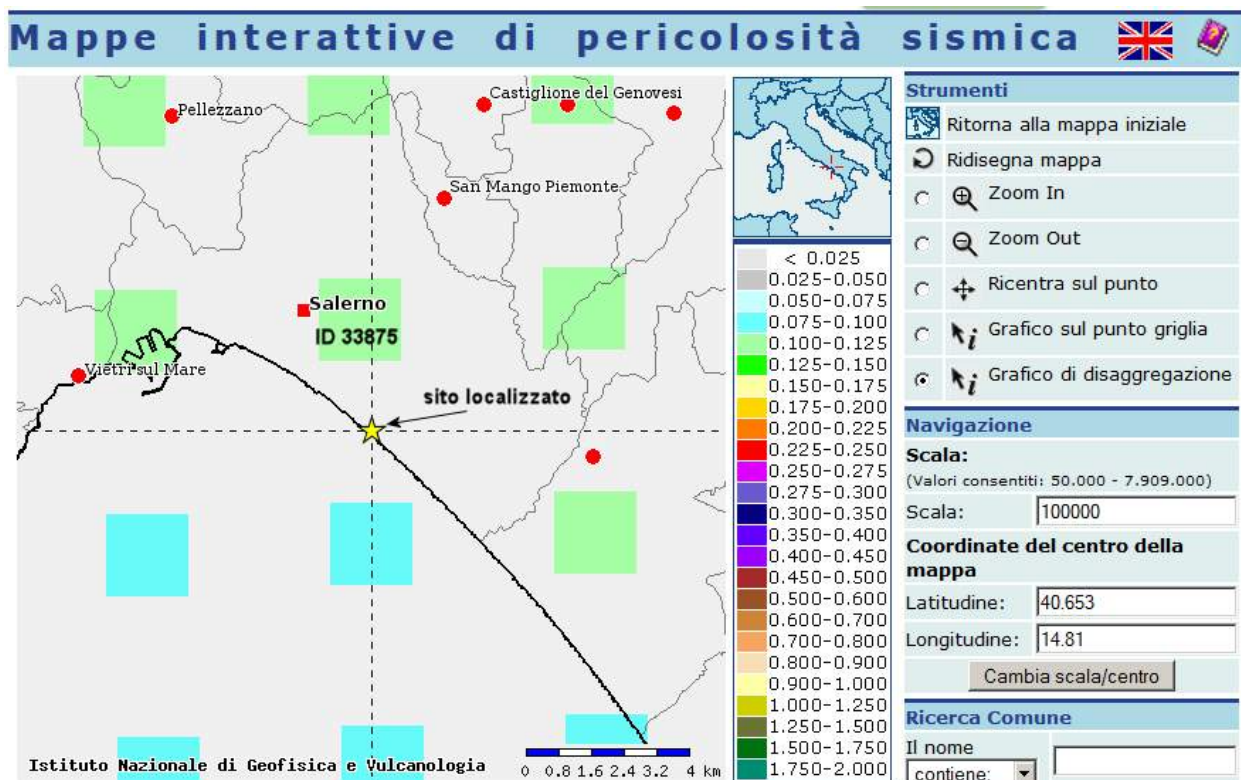 Mappe interattive di pericolosità sismica
Pellezzano
Castiglione del Genovesi
San Mango Piemonte
Salerno
ID 33875
Vietri sul Mare
sito localizzato
Istituto Nazionale di Geofisica e Vulcanologia
0 0.8 1.6 2.4 3.2 4 km
< 0.025
0.025-0.050
0.050-0.075
0.075-0.100
0.100-0.125
0.125-0.150
0.150-0.175
0.175-0.200
0.200-0.225
0.225-0.250
0.250-0.275
0.275-0.300
0.300-0.350
0.350-0.400
0.400-0.450
0.450-0.500
0.500-0.600
0.600-0.700
0.700-0.800
0.800-0.900
0.900-1.000
1.000-1.250
1.250-1.500
1.500-1.750
1.750-2.000
Strumenti
Ritorna alla mappa iniziale
Ridisegna mappa
Zoom In
Zoom Out
Ricentra sul punto
i Grafico sul punto griglia
i Grafico di disaggregazione
Navigazione
Scala:
(Valori consentiti: 50.000 - 7.909.000)
Scala: 100000
Coordinate del centro della
mappa
Latitudine: 40.653
Longitudine: 14.81
Cambia scala/centro
Ricerca Comune
Il nome
contiene: